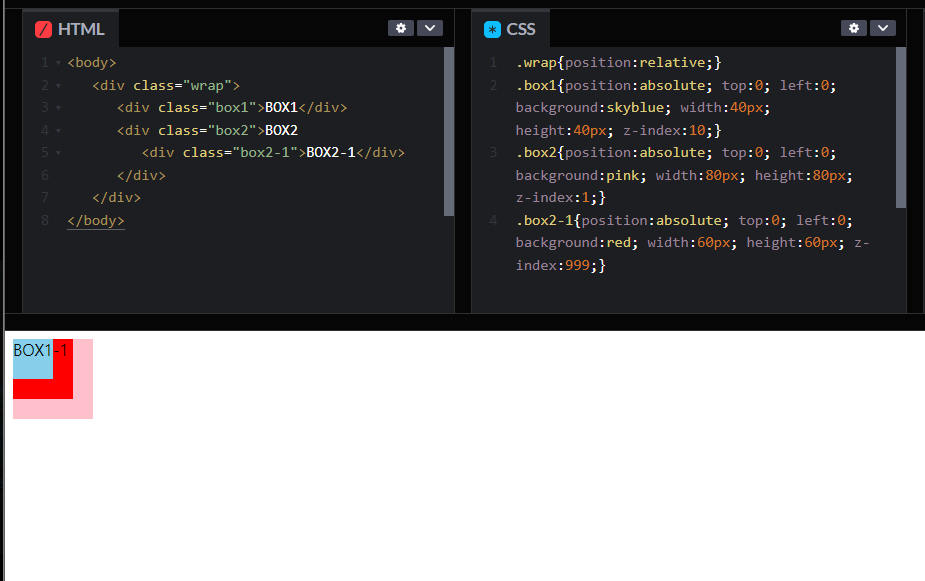 HTML
1 <body>
2 <div class="wrap">
3 <div class="box1">BOX1</div>
4 <div class="box2">BOX2
5 <div class="box2-1">BOX2-1</div>
6 </div>
7 </div>
8 </body>
CSS
1 .wrap{position:relative;}
2 .box1{position:absolute; top:0; left:0;
background:skyblue; width:40px;
height:40px; z-index:10;}
3 .box2{position:absolute; top:0; left:0;
background:pink; width:80px; height:80px;
z-index:1;}
4 .box2-1{position:absolute; top:0; left:0;
background:red; width:60px; height:60px; z-
index:999;}
BOX1-1